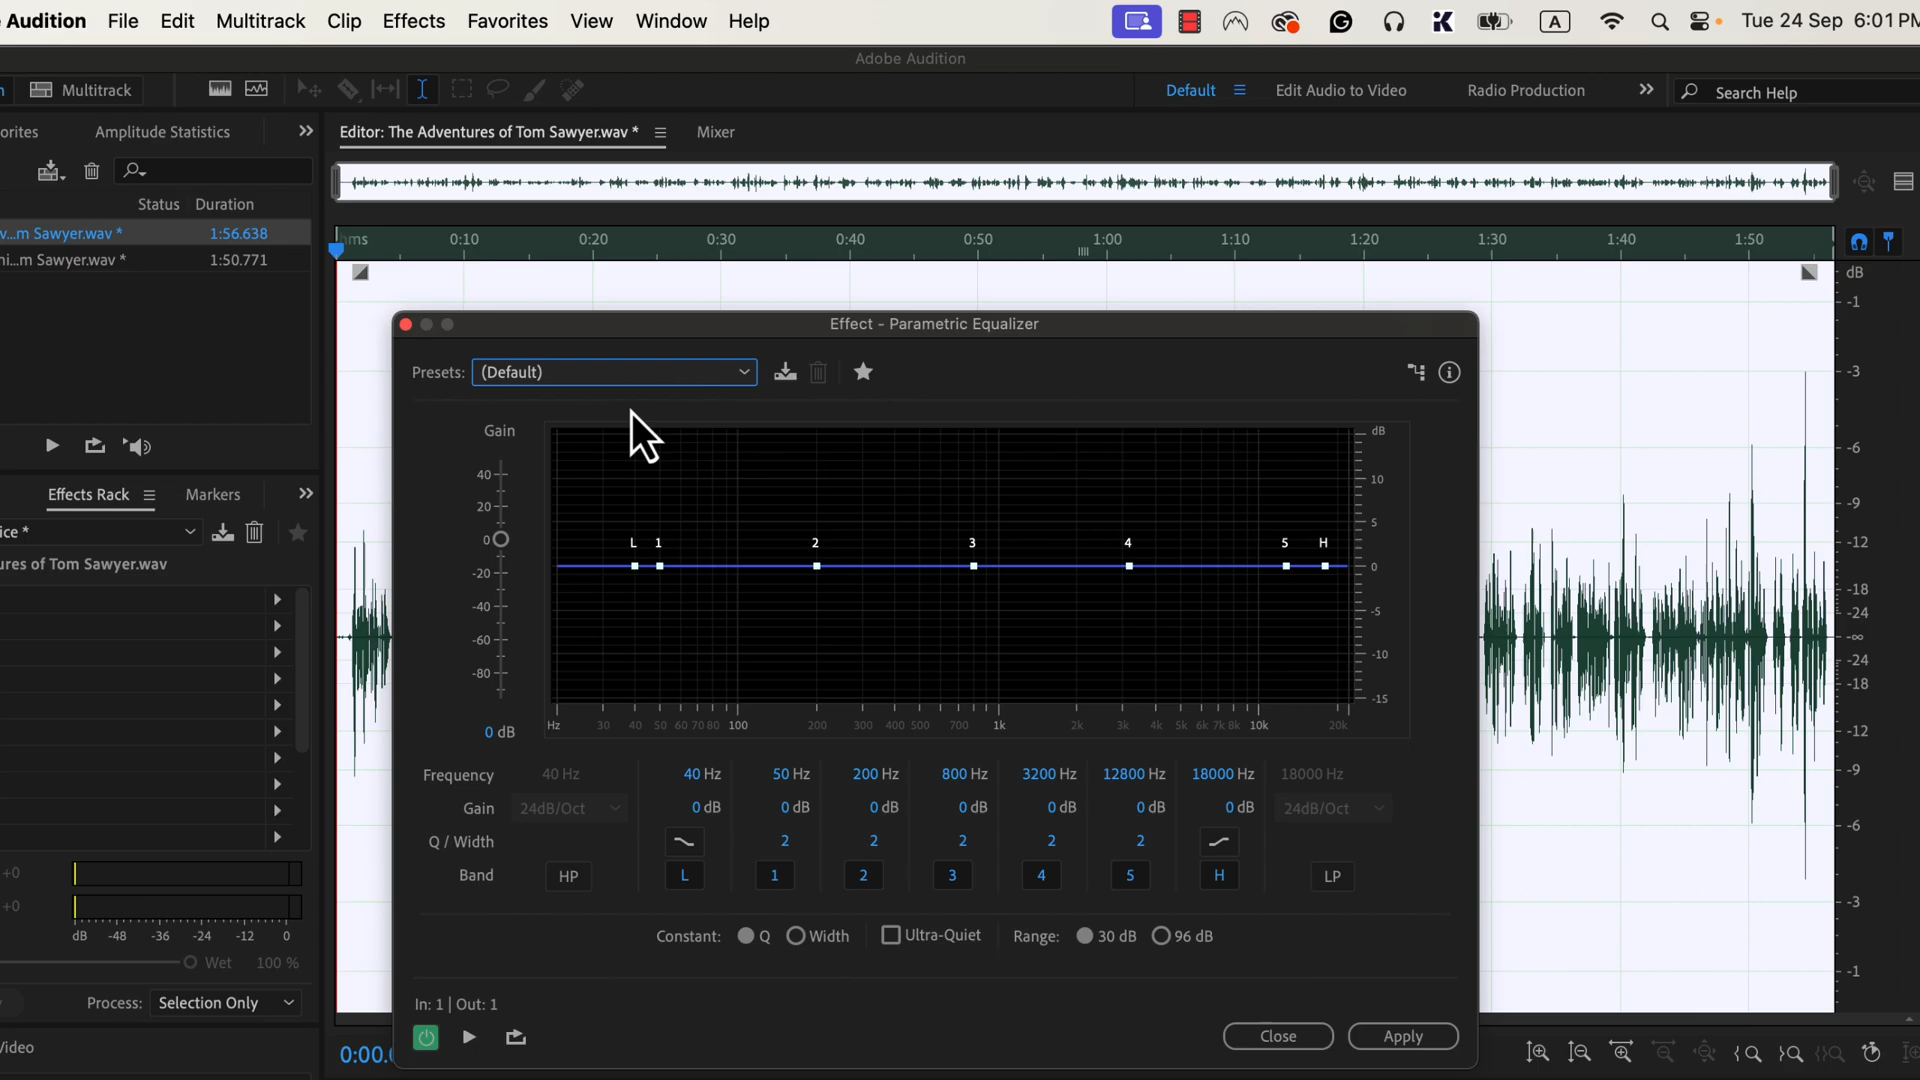 Audition File Edit Multitrack Clip Effects Favorites View Window Help A Tue 24 Sep 6:01 PM
Adobe Audition
Multitrack Default Edit Audio to Video Radio Production Search Help
orites Amplitude Statistics Editor: The Adventures of Tom Sawyer.wav * Mixer
Status Duration
v...m Sawyer.wav * 1:56.638
ni...m Sawyer.wav * 1:50.771
hms 0:10 0:20 0:30 0:40 0:50 1:00 1:10 1:20 1:30 1:40 1:50
Effect - Parametric Equalizer
Presets: (Default)
Gain
40
20
0
-20
-40
-60
-80
0 dB
L 1 2 3 4 5 H
dB
10
5
0
-5
-10
-15
Hz 30 40 50 60 70 80 100 200 300 400 500 700 1k 2k 3k 4k 5k 6k 7k 8k 10k 20k
Frequency 40 Hz 40 Hz 50 Hz 200 Hz 800 Hz 3200 Hz 12800 Hz 18000 Hz 18000 Hz
Gain 24dB/Oct 0 dB 0 dB 0 dB 0 dB 0 dB 0 dB 0 dB 24dB/Oct
Q / Width 2 2 2 2 2
Band HP L 1 2 3 4 5 H LP
Constant: Q Width Ultra-Quiet Range: 30 dB 96 dB
In: 1 | Out: 1
Close Apply
Effects Rack Markers
ice *
ures of Tom Sawyer.wav
+0
+0
dB -48 -36 -24 -12 0
Wet 100 %
Process: Selection Only
Video
0:00.
dB
-1
-3
-6
-9
-12
-18
-24
-∞
-24
-18
-12
-9
-6
-3
-1